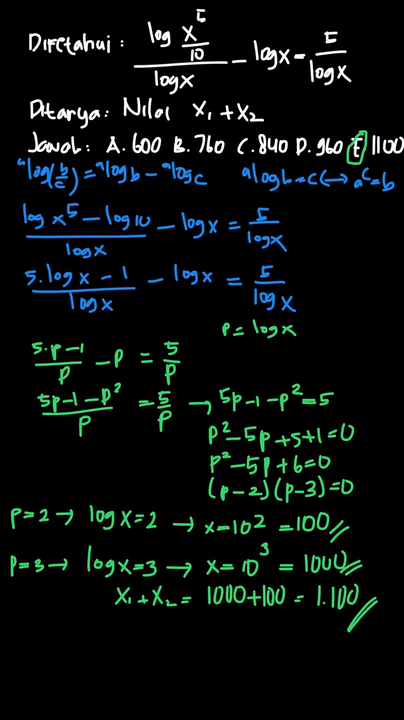 Diketahui: (log x^5/10)/(log x) - log x = 5/(log x)
Ditanya: Nilai x₁ + x₂
Jawab: A. 600 B. 760 C. 840 D. 960 E 1100
ᵃlog(b/c) = ᵃlog b - ᵃlog c   ᵃlog b = c ↔ a^c = b
(log x^5 - log 10)/(log x) - log x = 5/(log x)
(5.log x - 1)/(log x) - log x = 5/(log x)
p = log x
(5.p - 1)/p - p = 5/p
(5p - 1 - p²)/p = 5/p → 5p - 1 - p² = 5
p² - 5p + 5 + 1 = 0
p² - 5p + 6 = 0
(p - 2)(p - 3) = 0
p = 2 → log x = 2 → x = 10² = 100//
p = 3 → log x = 3 → x = 10³ = 1000//
x₁ + x₂ = 1000 + 100 = 1.100//